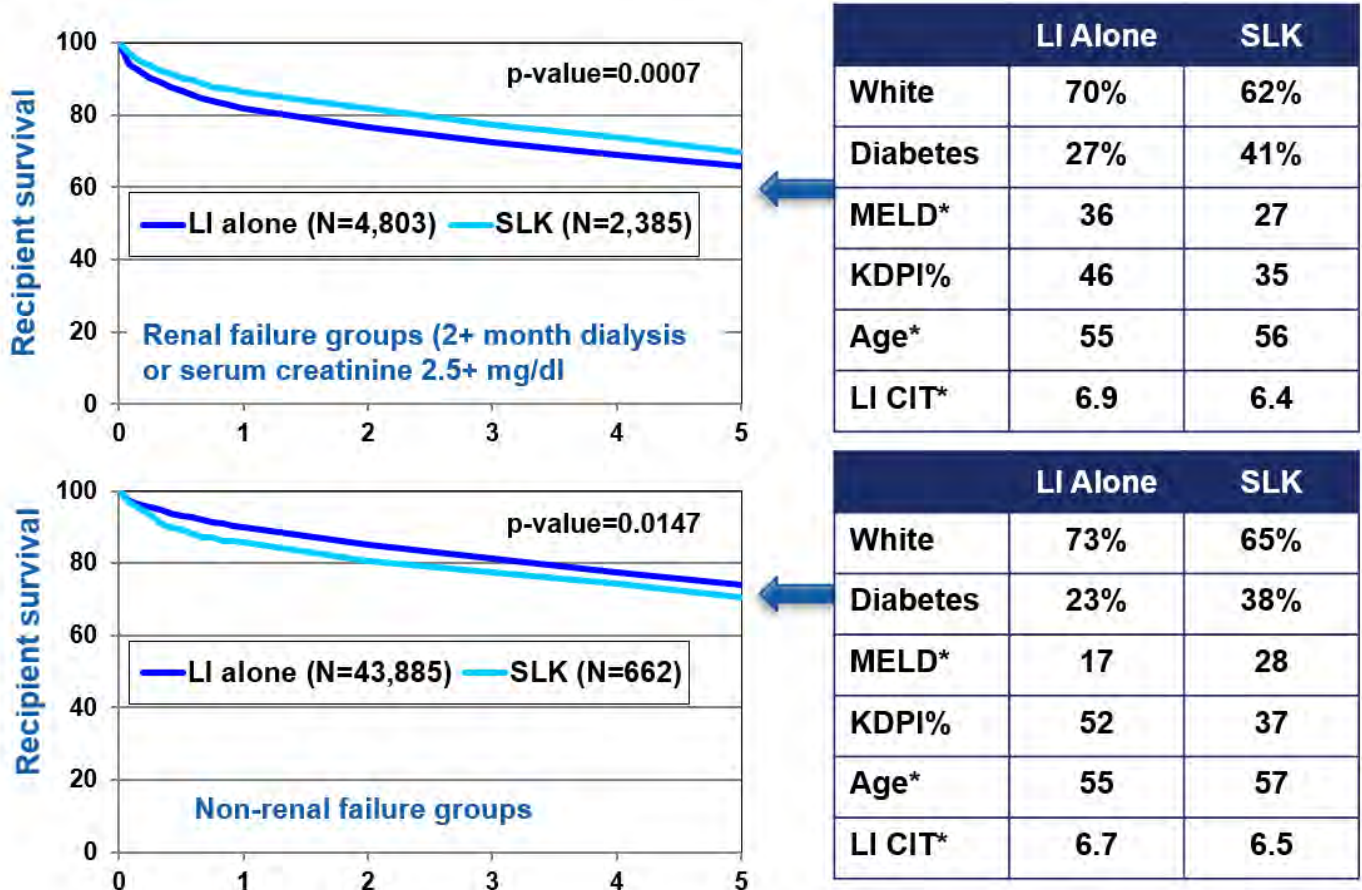 Recipient survival
100
80
60
40
20
0
p-value=0.0007
LI alone (N=4,803) SLK (N=2,385)
Renal failure groups (2+ month dialysis
or serum creatinine 2.5+ mg/dl
0 1 2 3 4 5
LI Alone SLK
White 70% 62%
Diabetes 27% 41%
MELD* 36 27
KDPI% 46 35
Age* 55 56
LI CIT* 6.9 6.4
Recipient survival
100
80
60
40
20
0
p-value=0.0147
LI alone (N=43,885) SLK (N=662)
Non-renal failure groups
0 1 2 3 4 5
LI Alone SLK
White 73% 65%
Diabetes 23% 38%
MELD* 17 28
KDPI% 52 37
Age* 55 57
LI CIT* 6.7 6.5